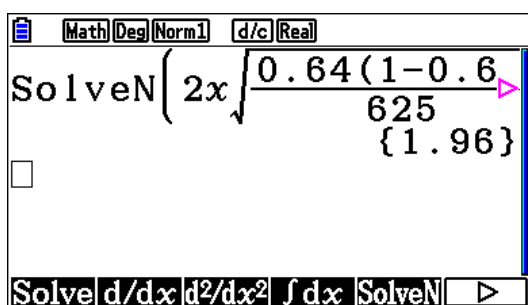 Math Deg Norm1 d/c Real
SolveN(2x√(0.64(1-0.6
625
{1.96}
Solve d/dx d²/dx² ∫dx SolveN ▷